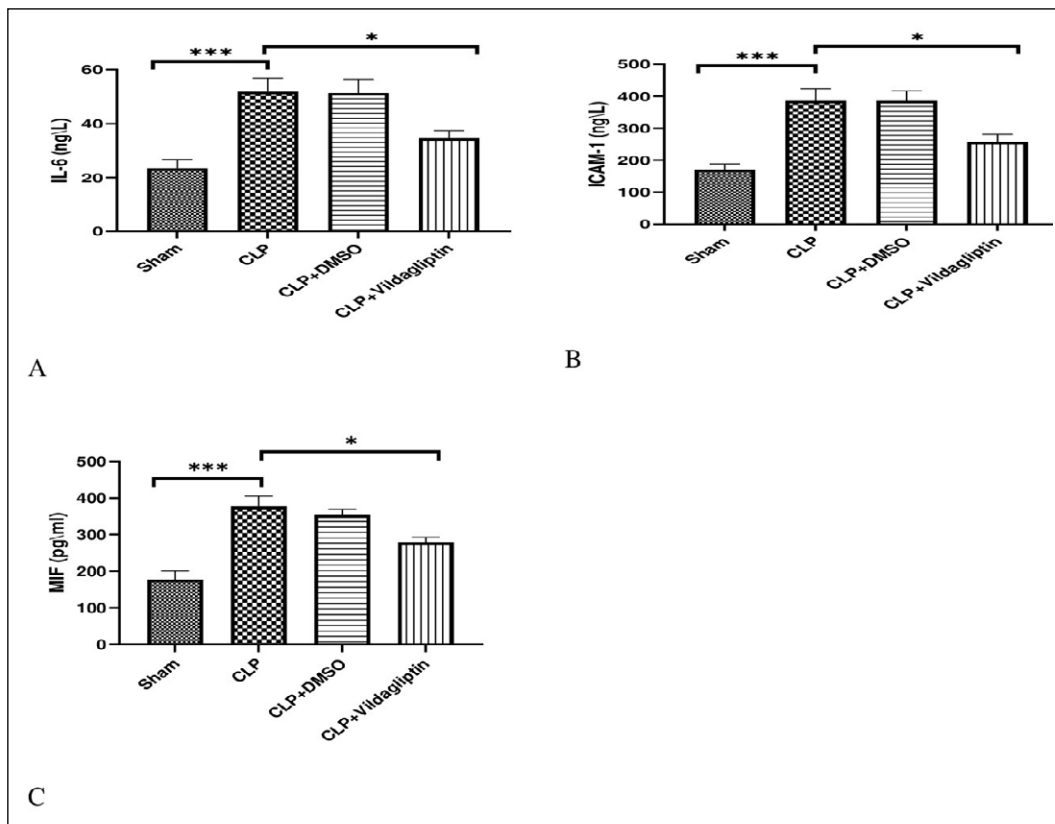 *
***
60
40
20
0
IL-6 (ng\L)
Sham
CLP
CLP+DMSO
CLP+Vildagliptin
A
*
***
500
400
300
200
100
0
ICAM-1 (ng\L)
Sham
CLP
CLP+DMSO
CLP+Vildagliptin
B
*
***
500
400
300
200
100
0
MIF (pg\ml)
Sham
CLP
CLP+DMSO
CLP+Vildagliptin
C